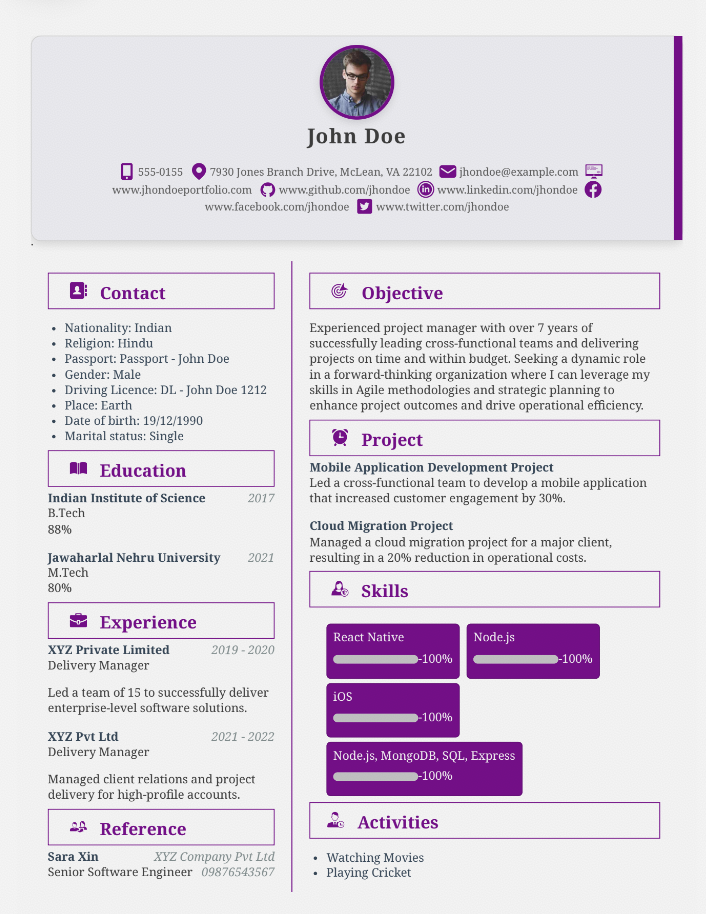 John Doe
555-0155 7930 Jones Branch Drive, McLean, VA 22102 jhondoe@example.com
www.jhondoeportfolio.com www.github.com/jhondoe www.linkedin.com/jhondoe
www.facebook.com/jhondoe www.twitter.com/jhondoe
.
Contact
• Nationality: Indian
• Religion: Hindu
• Passport: Passport - John Doe
• Gender: Male
• Driving Licence: DL - John Doe 1212
• Place: Earth
• Date of birth: 19/12/1990
• Marital status: Single
Education
Indian Institute of Science 2017
B.Tech
88%
Jawaharlal Nehru University 2021
M.Tech
80%
Experience
XYZ Private Limited 2019 - 2020
Delivery Manager
Led a team of 15 to successfully deliver
enterprise-level software solutions.
XYZ Pvt Ltd 2021 - 2022
Delivery Manager
Managed client relations and project
delivery for high-profile accounts.
Reference
Sara Xin XYZ Company Pvt Ltd
Senior Software Engineer 09876543567
Objective
Experienced project manager with over 7 years of
successfully leading cross-functional teams and delivering
projects on time and within budget. Seeking a dynamic role
in a forward-thinking organization where I can leverage my
skills in Agile methodologies and strategic planning to
enhance project outcomes and drive operational efficiency.
Project
Mobile Application Development Project
Led a cross-functional team to develop a mobile application
that increased customer engagement by 30%.
Cloud Migration Project
Managed a cloud migration project for a major client,
resulting in a 20% reduction in operational costs.
Skills
React Native Node.js
-100% -100%
iOS
-100%
Node.js, MongoDB, SQL, Express
-100%
Activities
• Watching Movies
• Playing Cricket